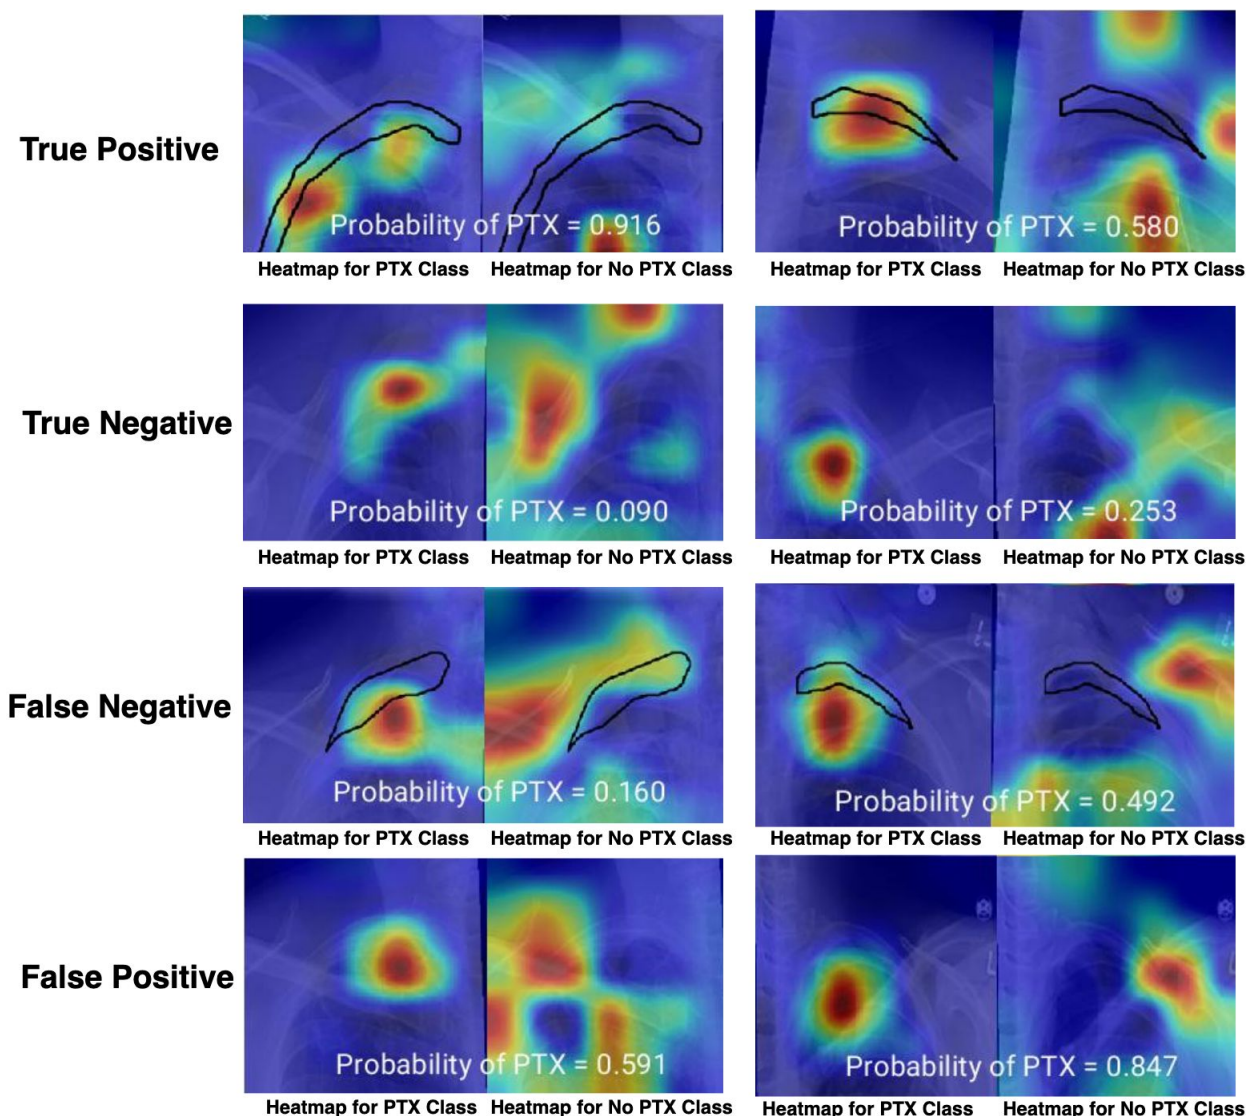 True Positive
Probability of PTX = 0.916
Probability of PTX = 0.580
Heatmap for PTX Class Heatmap for No PTX Class
Heatmap for PTX Class Heatmap for No PTX Class
True Negative
Probability of PTX = 0.090
Probability of PTX = 0.253
Heatmap for PTX Class Heatmap for No PTX Class
Heatmap for PTX Class Heatmap for No PTX Class
False Negative
Probability of PTX = 0.160
Probability of PTX = 0.492
Heatmap for PTX Class Heatmap for No PTX Class
Heatmap for PTX Class Heatmap for No PTX Class
False Positive
Probability of PTX = 0.591
Probability of PTX = 0.847
Heatmap for PTX Class Heatmap for No PTX Class
Heatmap for PTX Class Heatmap for No PTX Class